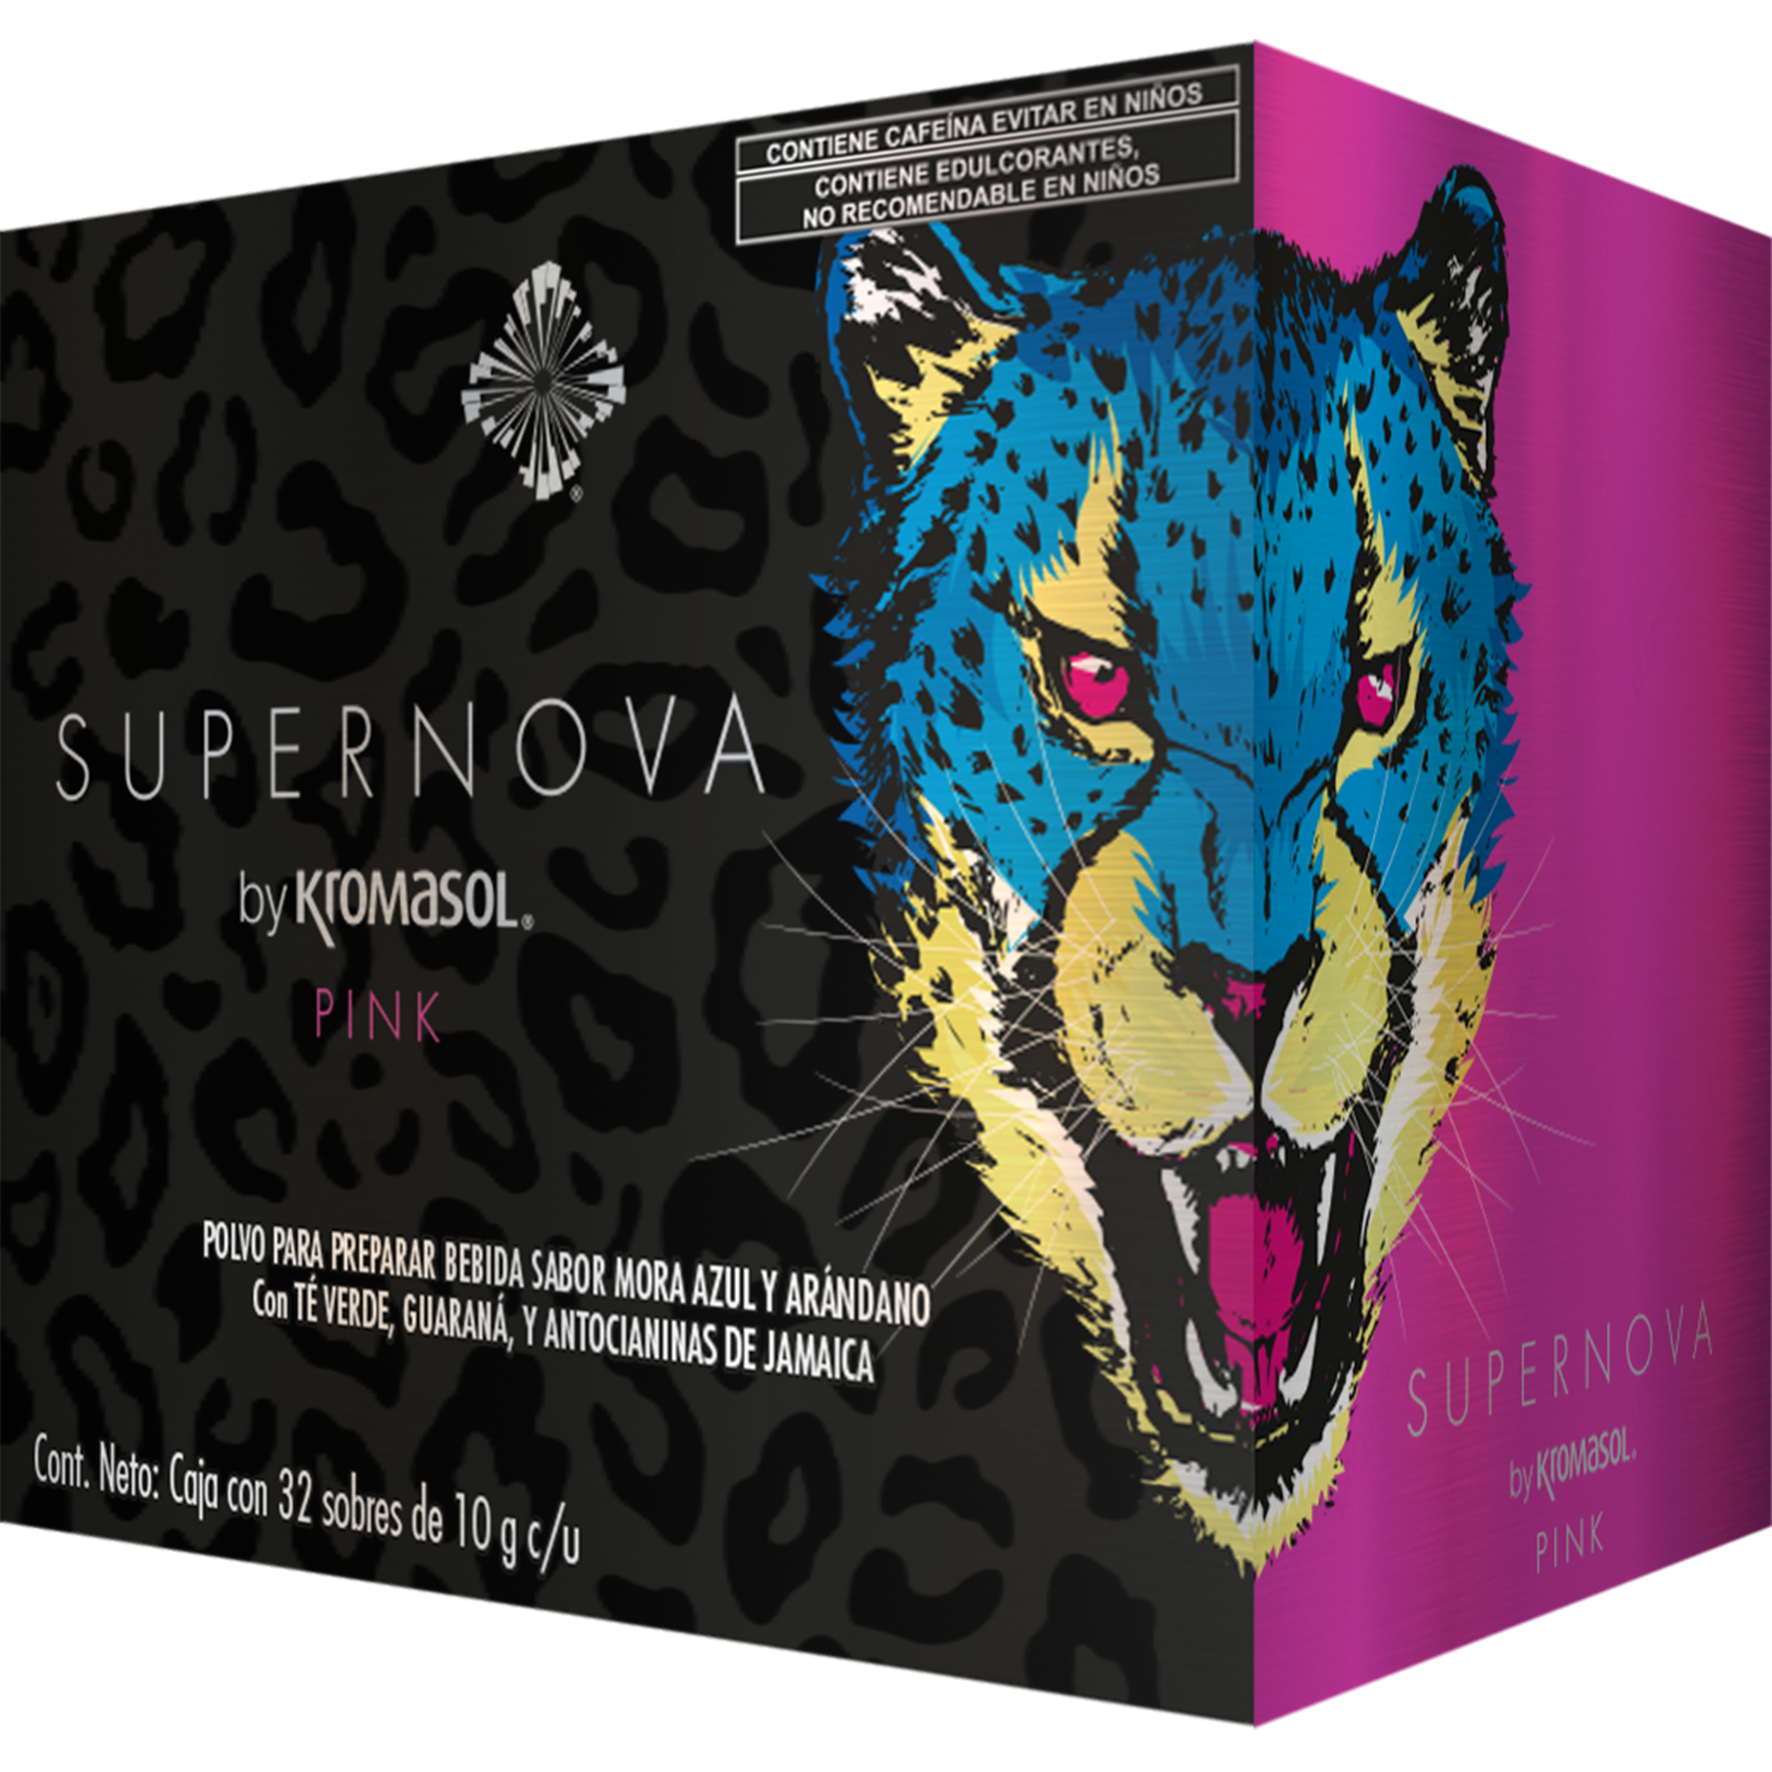 CONTIENE CAFEÍNA EVITAR EN NIÑOS
CONTIENE EDULCORANTES,
NO RECOMENDABLE EN NIÑOS
®
SUPERNOVA
by KromasoL®
PINK
POLVO PARA PREPARAR BEBIDA SABOR MORA AZUL Y ARÁNDANO
Con TÉ VERDE, GUARANÁ, Y ANTOCIANINAS DE JAMAICA
Cont. Neto: Caja con 32 sobres de 10 g c/u
SUPERNOVA
by KromasoL®
PINK